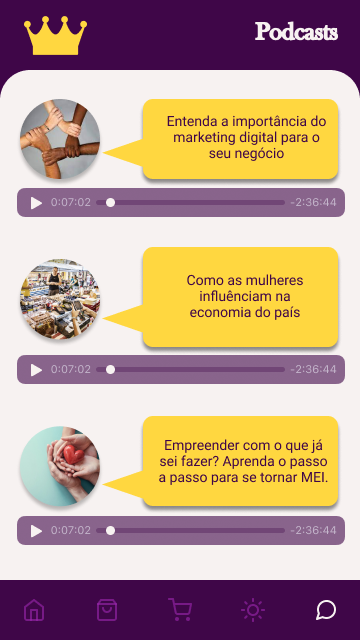 Podcasts
Entenda a importância do
marketing digital para o
seu negócio
0:07:02 -2:36:44
Como as mulheres
influênciam na
economia do país
0:07:02 -2:36:44
Empreender com o que já
sei fazer? Aprenda o passo
a passo para se tornar MEI.
0:07:02 -2:36:44